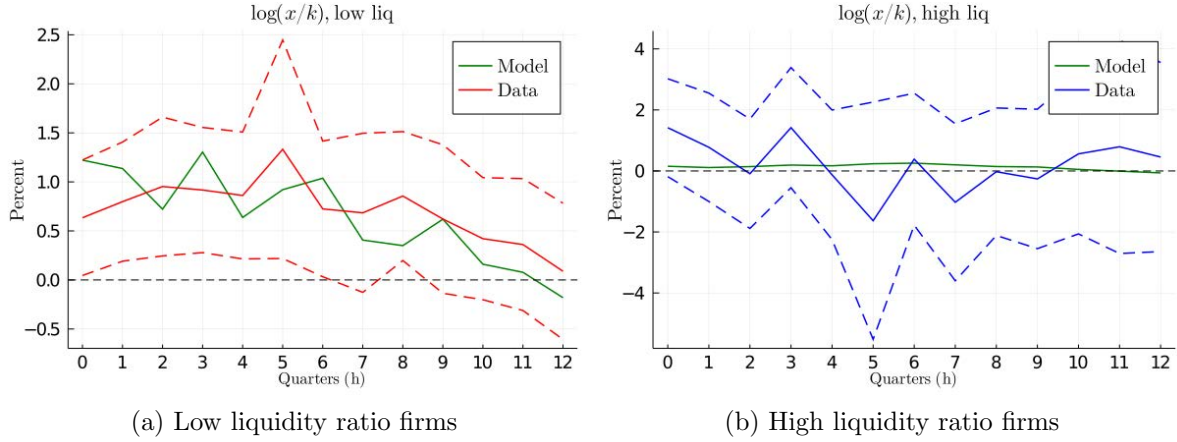 log(x/k), low liq
2.5
2.0
1.5
1.0
0.5
0.0
−0.5
Percent
Model
Data
0 1 2 3 4 5 6 7 8 9 10 11 12
Quarters (h)
(a) Low liquidity ratio firms
log(x/k), high liq
4
2
0
−2
−4
Percent
Model
Data
0 1 2 3 4 5 6 7 8 9 10 11 12
Quarters (h)
(b) High liquidity ratio firms